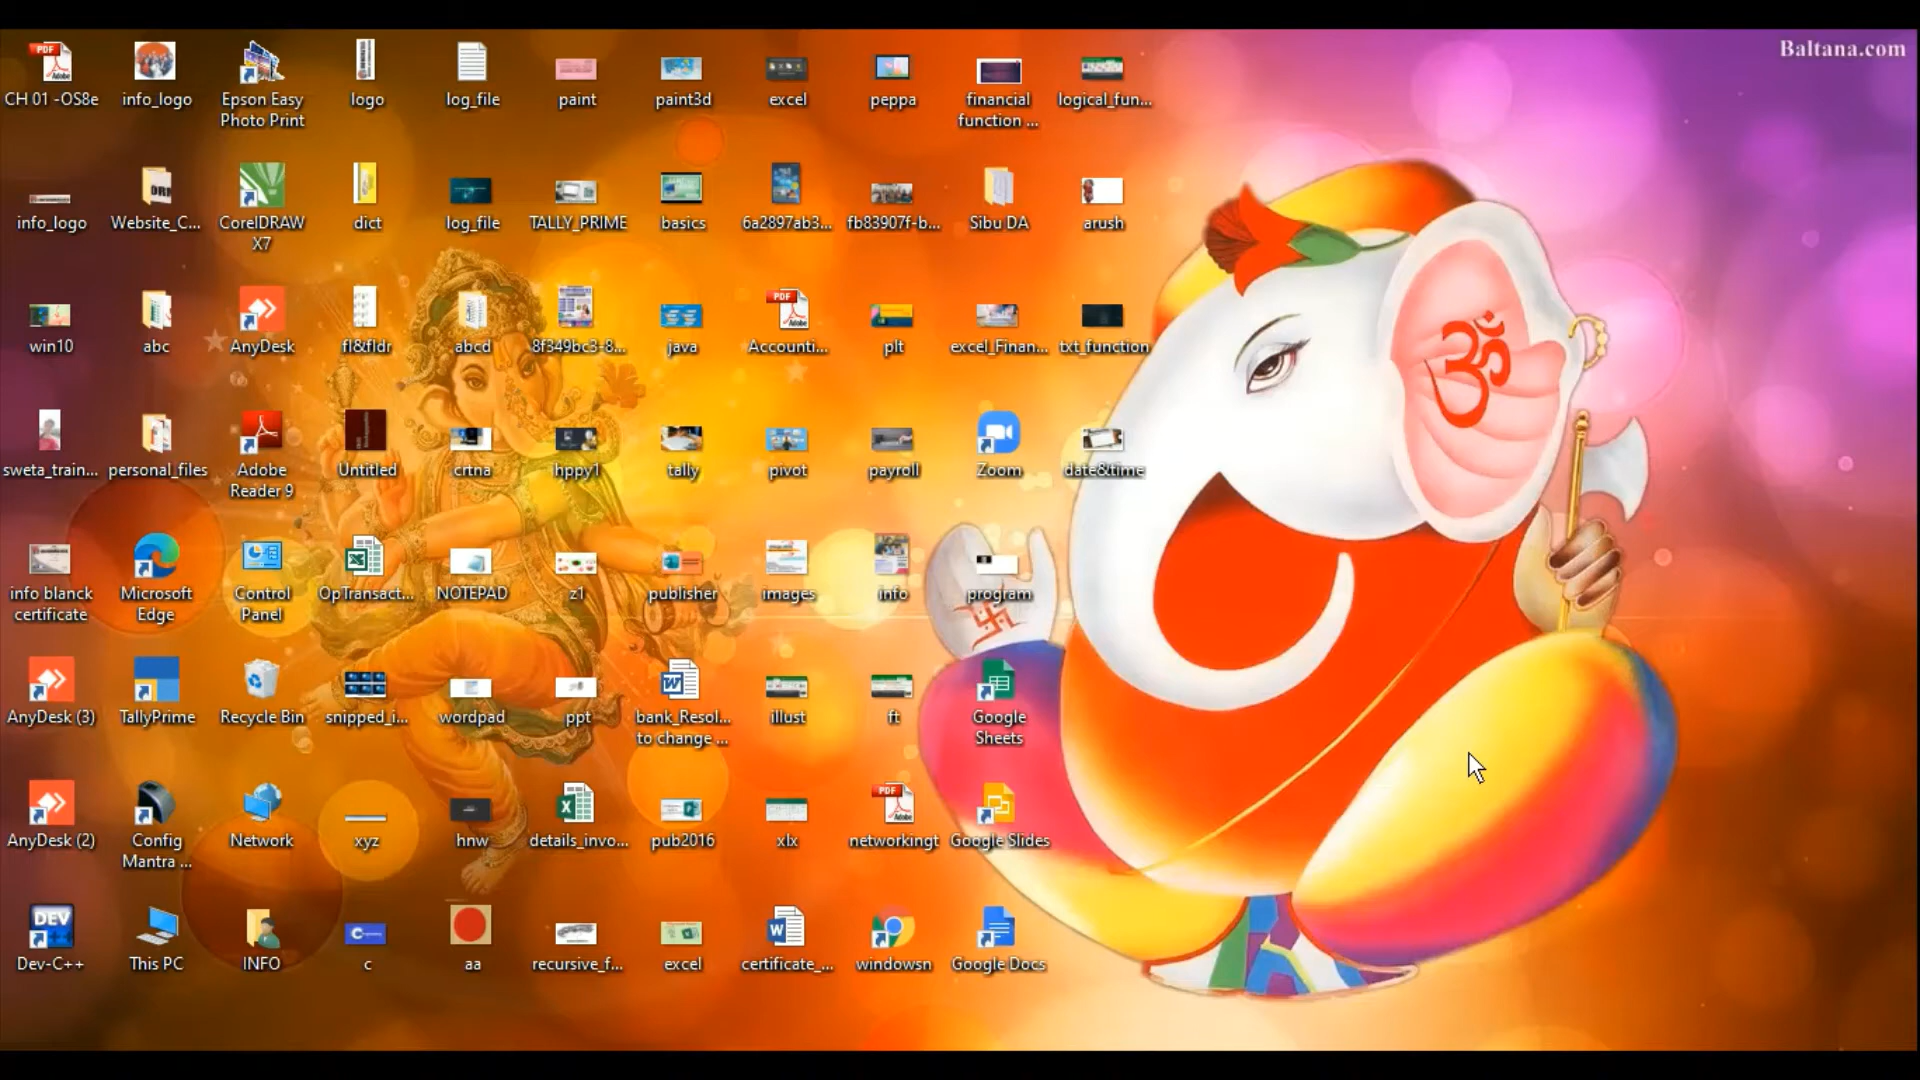 Baltana.com
CH 01 -OS8e
info_logo
Epson Easy
Photo Print
logo
log_file
paint
paint3d
excel
peppa
financial
function ...
logical_fun...
info_logo
Website_C...
CorelDRAW
X7
dict
log_file
TALLY_PRIME
basics
6a2897ab3...
fb83907f-b...
Sibu DA
arush
win10
abc
AnyDesk
fl&fldr
abcd
8f349bc3-8...
java
Accounti...
plt
excel_Finan...
txt_function
sweta_train...
personal_files
Adobe
Reader 9
Untitled
crtna
hppy1
tally
pivot
payroll
Zoom
date&time
info blanck
certificate
Microsoft
Edge
Control
Panel
OpTransact...
NOTEPAD
z1
publisher
images
info
program
AnyDesk (3)
TallyPrime
Recycle Bin
snipped_i...
wordpad
ppt
bank_Resol...
to change ...
illust
ft
Google
Sheets
AnyDesk (2)
Config
Mantra ...
Network
xyz
hnw
details_invo...
pub2016
xlx
networkingt
Google Slides
DEV
Dev-C++
This PC
INFO
c
aa
recursive_f...
excel
certificate_...
windowsn
Google Docs
ॐ